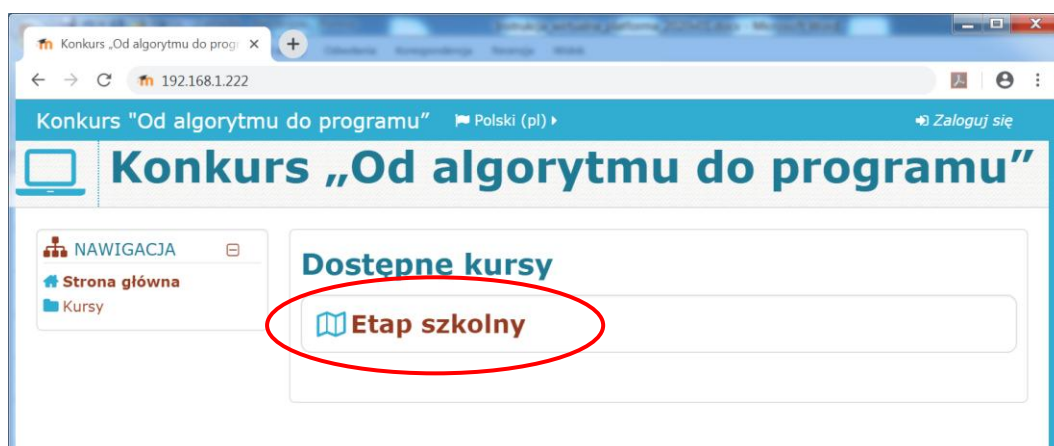 Konkurs „Od algorytmu do progr
192.168.1.222
Konkurs "Od algorytmu do programu” Polski (pl) Zaloguj się
Konkurs „Od algorytmu do programu”
NAWIGACJA
Strona główna
Kursy
Dostępne kursy
Etap szkolny